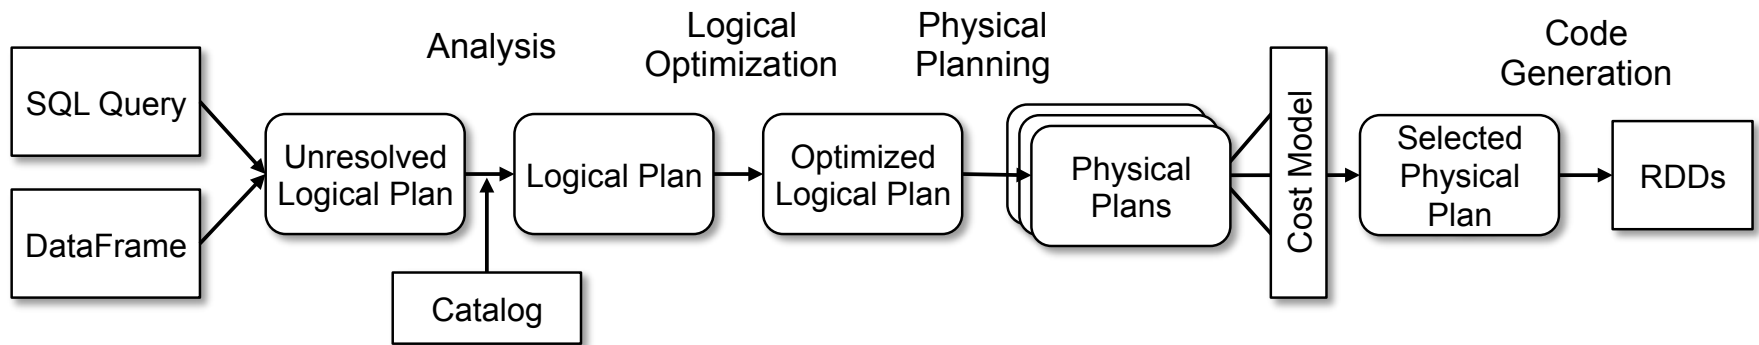 Analysis
Logical
Optimization
Physical
Planning
Code
Generation
SQL Query
DataFrame
Unresolved
Logical Plan
Catalog
Logical Plan
Optimized
Logical Plan
Physical
Plans
Cost Model
Selected
Physical
Plan
RDDs